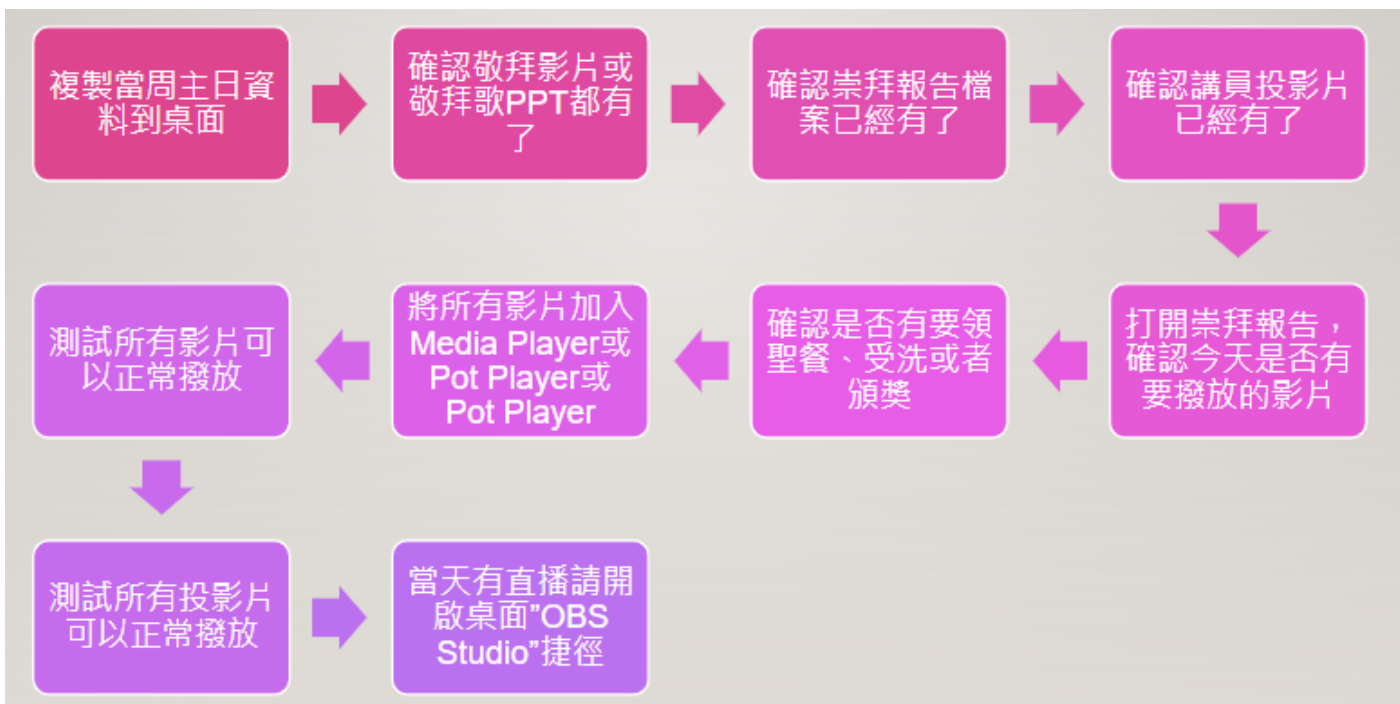 複製當周主日資
料到桌面
確認敬拜影片或
敬拜歌PPT都有
了
確認崇拜報告檔
案已經有了
確認講員投影片
已經有了
打開崇拜報告，
確認今天是否有
要撥放的影片
確認是否有要領
聖餐、受洗或者
頒獎
將所有影片加入
Media Player或
Pot Player或
Pot Player
測試所有影片可
以正常撥放
測試所有投影片
可以正常撥放
當天有直播請開
啟桌面”OBS
Studio”捷徑